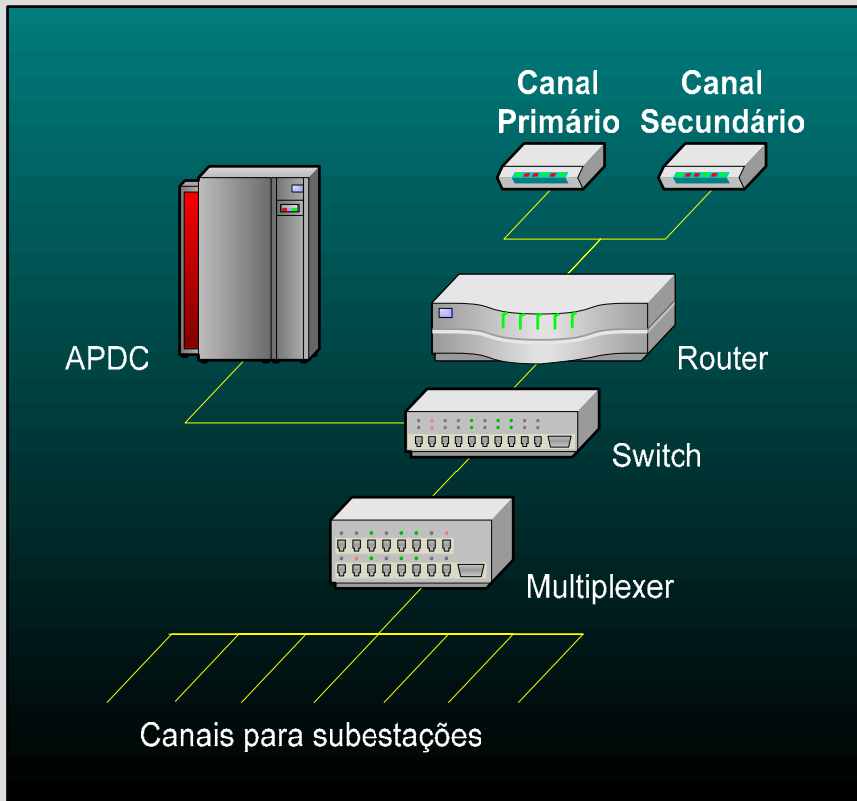 Canal
Primário
Canal
Secundário
APDC
Router
Switch
Multiplexer
Canais para subestações